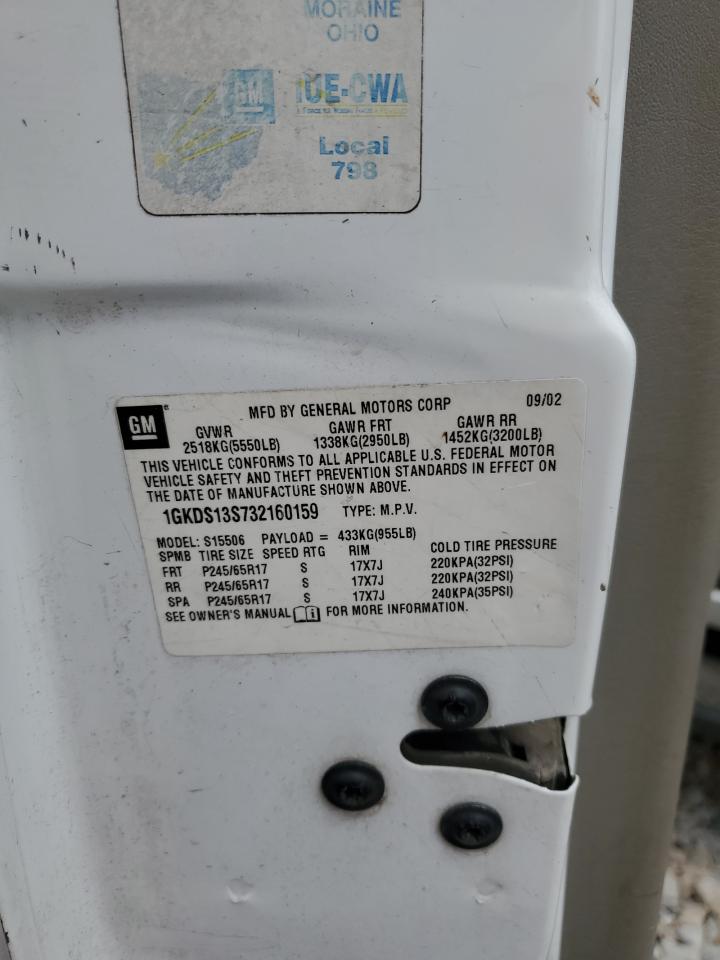 MORAINE
OHIO
GM
IUE-CWA
Local
798
GM
MFD BY GENERAL MOTORS CORP 09/02
GVWR GAWR FRT GAWR RR
2518KG(5550LB) 1338KG(2950LB) 1452KG(3200LB)
THIS VEHICLE CONFORMS TO ALL APPLICABLE U.S. FEDERAL MOTOR
VEHICLE SAFETY AND THEFT PREVENTION STANDARDS IN EFFECT ON
THE DATE OF MANUFACTURE SHOWN ABOVE.
1GKDS13S732160159 TYPE: M.P.V.
MODEL: S15506 PAYLOAD = 433KG(955LB)
SPMB TIRE SIZE SPEED RTG RIM COLD TIRE PRESSURE
FRT P245/65R17 S 17X7J 220KPA(32PSI)
RR P245/65R17 S 17X7J 220KPA(32PSI)
SPA P245/65R17 S 17X7J 240KPA(35PSI)
SEE OWNER'S MANUAL i FOR MORE INFORMATION.